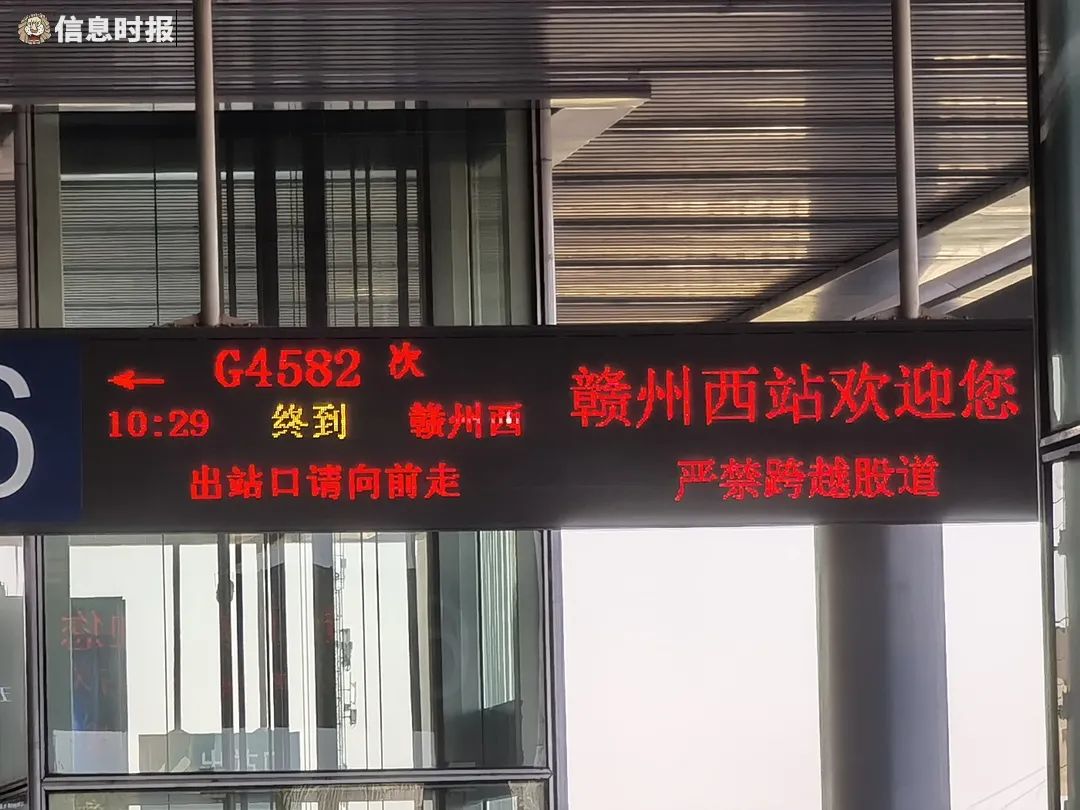 信息时报
G4582 次
10:29 终到 赣州西
出站口请向前走
赣州西站欢迎您
严禁跨越股道